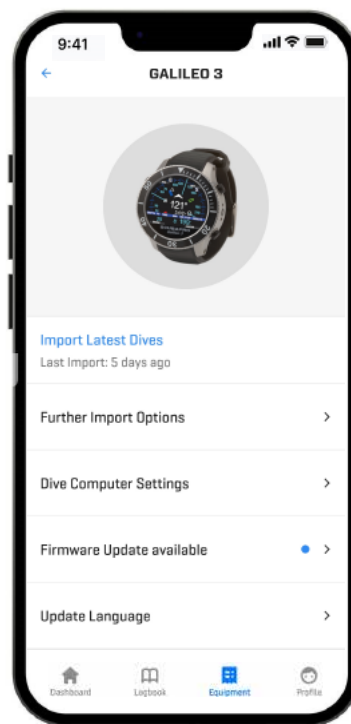 9:41
GALILEO 3
121°
Import Latest Dives
Last Import: 5 days ago
Further Import Options
Dive Computer Settings
Firmware Update available
Update Language
Dashboard
Logbook
Equipment
Profile